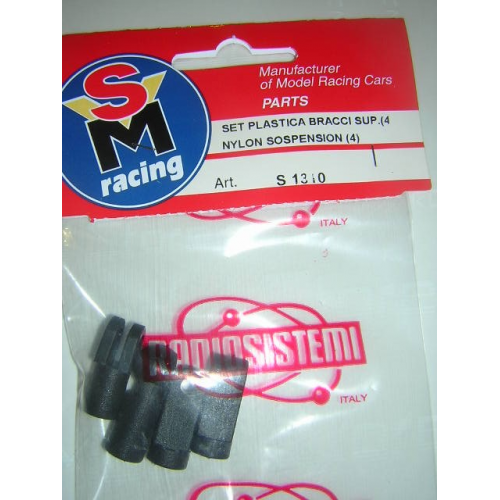 SM
racing
Manufacturer
of Model Racing Cars
PARTS
SET PLASTICA BRACCI SUP.(4
NYLON SOSPENSION (4)
Art. S 1310
ITALY
RADIOSISTEMI
ITALY